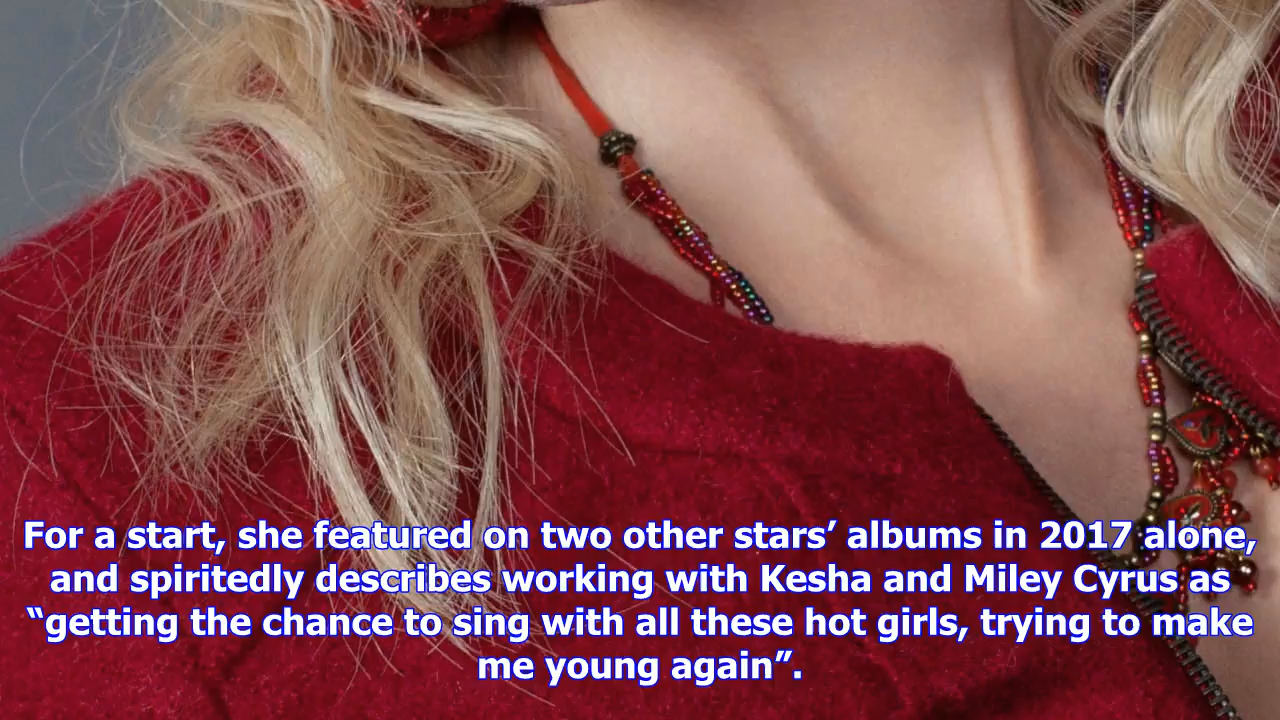 For a start, she featured on two other stars’ albums in 2017 alone,
and spiritedly describes working with Kesha and Miley Cyrus as
“getting the chance to sing with all these hot girls, trying to make
me young again”.